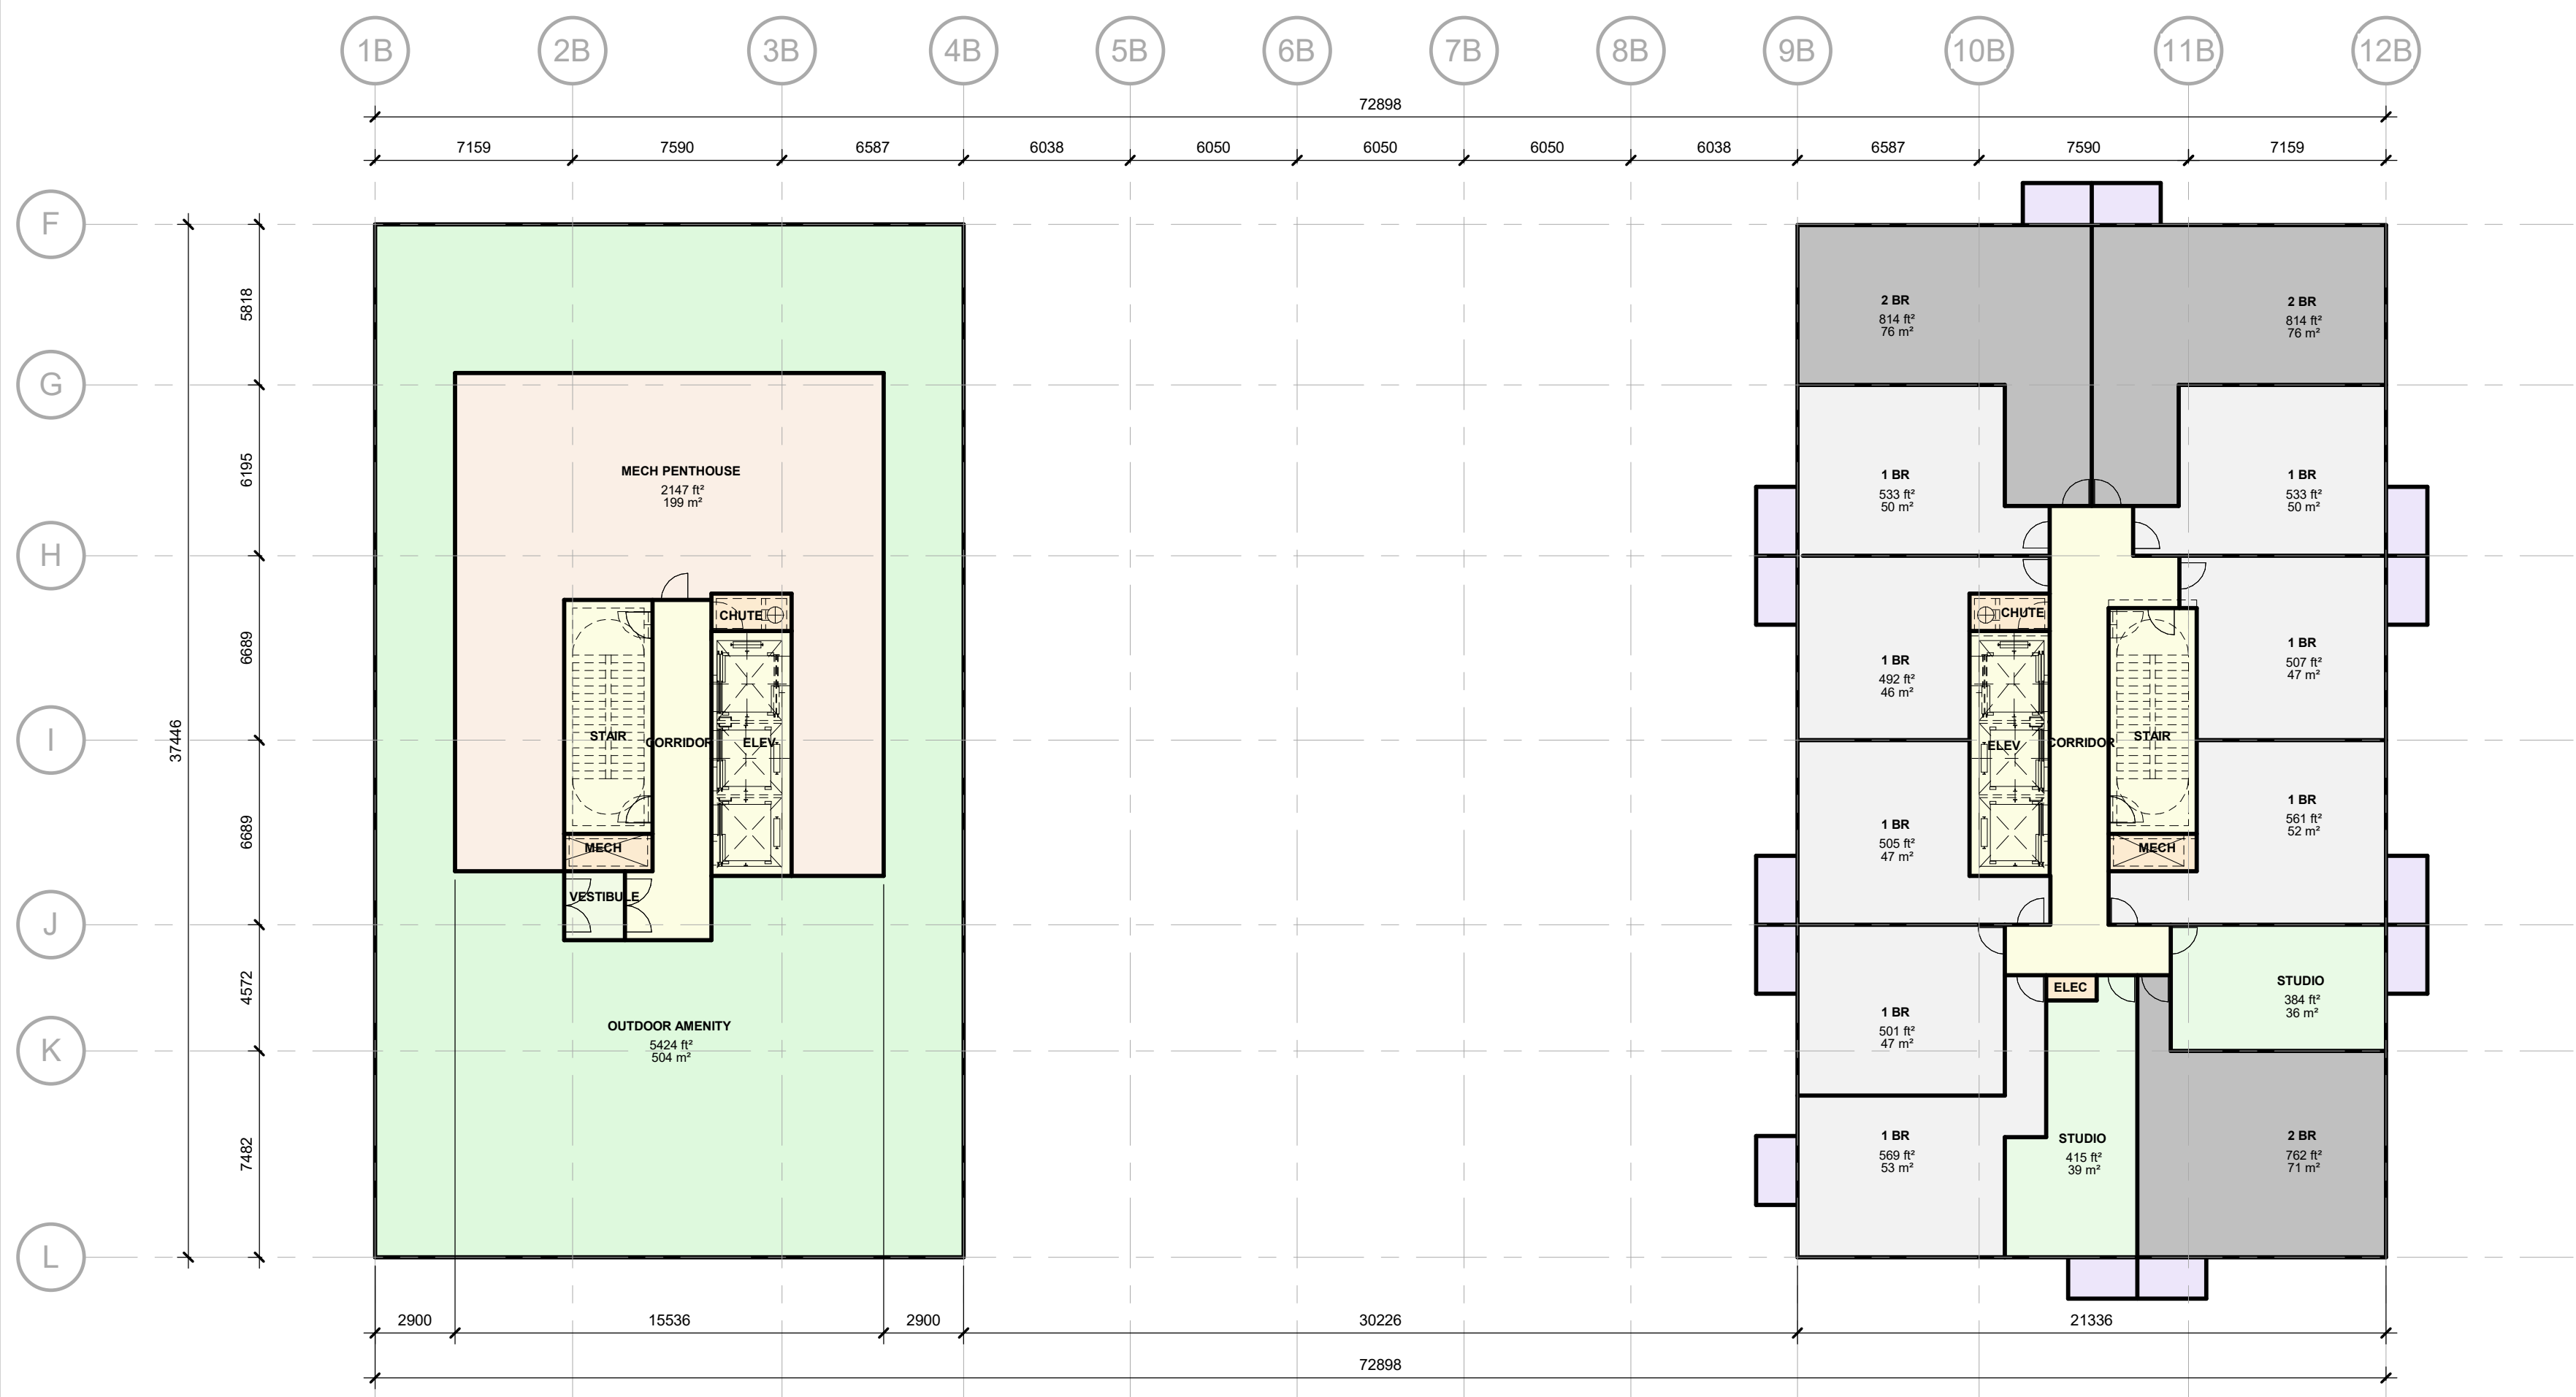 1B 2B 3B 4B 5B 6B 7B 8B 9B 10B 11B 12B
72898
7159 7590 6587 6038 6050 6050 6050 6038 6587 7590 7159
F
G
H
I
J
K
L
37446
5818
6195
6689
6689
4572
7482
MECH PENTHOUSE
2147 ft²
199 m²
CHUTE
STAIR
CORRIDOR
ELEV
MECH
VESTIBULE
OUTDOOR AMENITY
5424 ft²
504 m²
2 BR
814 ft²
76 m²
2 BR
814 ft²
76 m²
1 BR
533 ft²
50 m²
1 BR
533 ft²
50 m²
CHUTE
1 BR
492 ft²
46 m²
1 BR
507 ft²
47 m²
ELEV
CORRIDOR
STAIR
1 BR
505 ft²
47 m²
1 BR
561 ft²
52 m²
MECH
1 BR
501 ft²
47 m²
ELEC
STUDIO
384 ft²
36 m²
1 BR
569 ft²
53 m²
STUDIO
415 ft²
39 m²
2 BR
762 ft²
71 m²
2900 15536 2900 30226 21336
72898